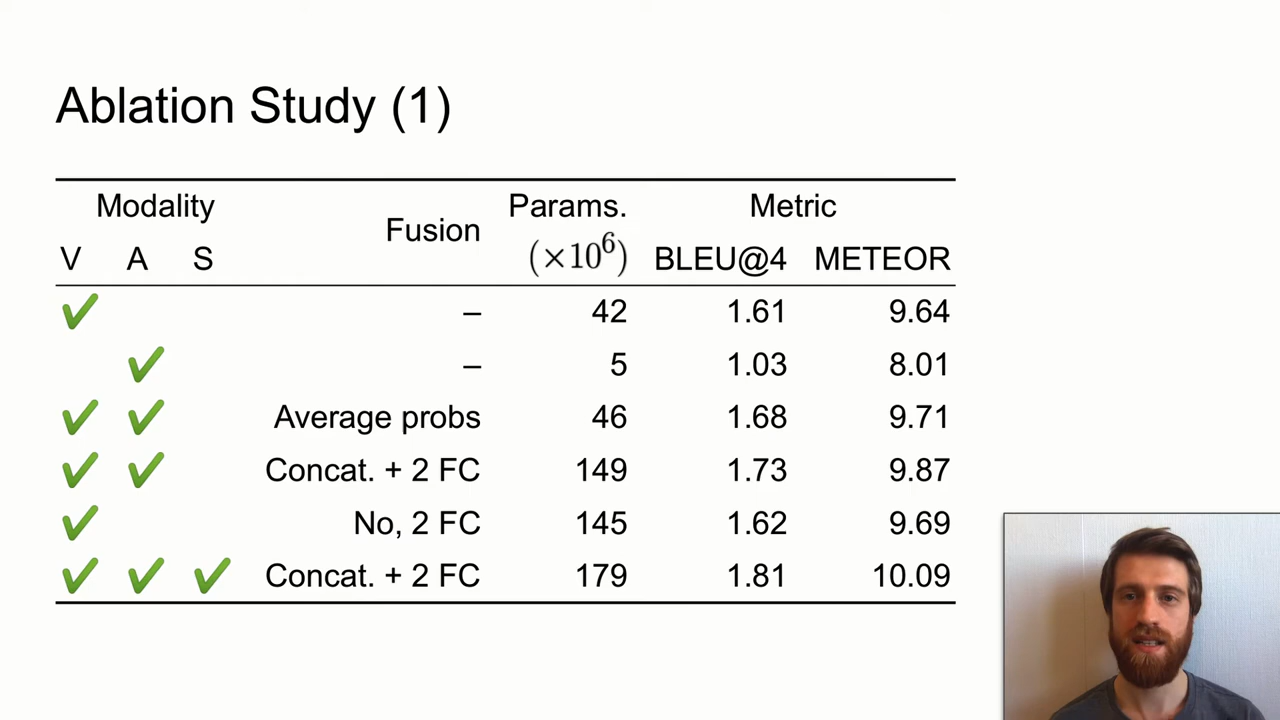 Ablation Study (1)
Modality Fusion Params. Metric
V A S (×10⁶) BLEU@4 METEOR
✔ – 42 1.61 9.64
✔ – 5 1.03 8.01
✔ ✔ Average probs 46 1.68 9.71
✔ ✔ Concat. + 2 FC 149 1.73 9.87
✔ No, 2 FC 145 1.62 9.69
✔ ✔ ✔ Concat. + 2 FC 179 1.81 10.09